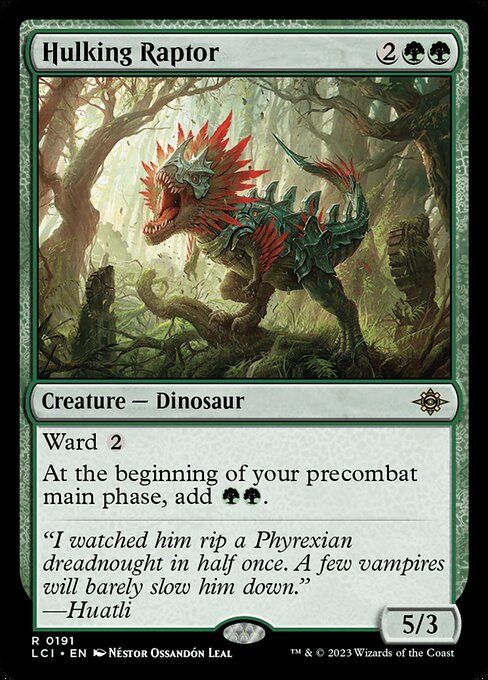 Hulking Raptor 2
Creature — Dinosaur
Ward 2
At the beginning of your precombat
main phase, add .
“I watched him rip a Phyrexian
dreadnought in half once. A few vampires
will barely slow him down.”
—Huatli
5/3
R 0191
LCI • EN Néstor Ossandón Leal
™ & © 2023 Wizards of the Coast